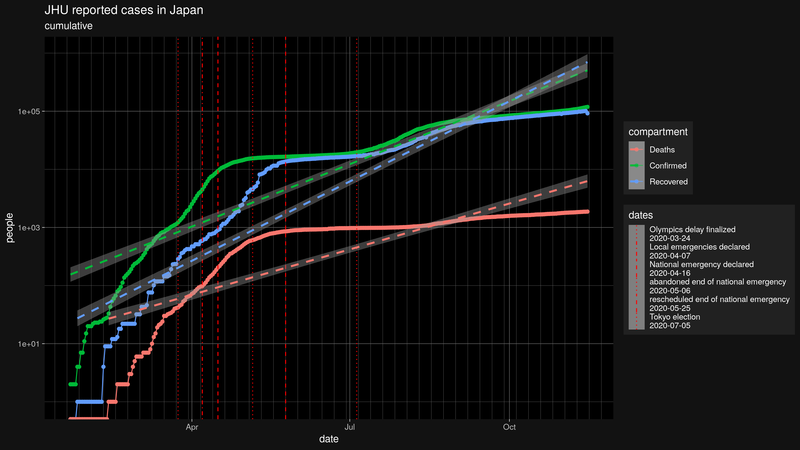 JHU reported cases in Japan
cumulative
people
1e+05
1e+03
1e+01
Apr
Jul
Oct
date
compartment
Deaths
Confirmed
Recovered
dates
Olympics delay finalized
2020-03-24
Local emergencies declared
2020-04-07
National emergency declared
2020-04-16
abandoned end of national emergency
2020-05-06
rescheduled end of national emergency
2020-05-25
Tokyo election
2020-07-05